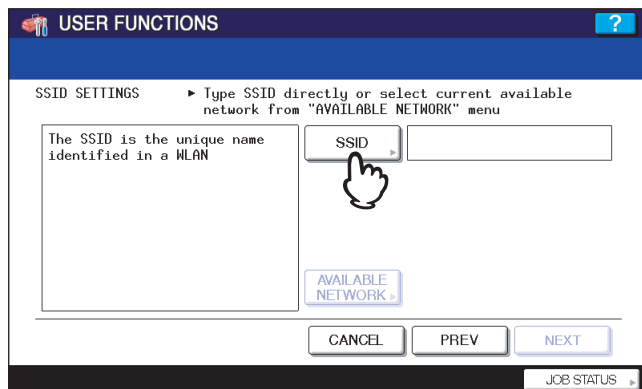 USER FUNCTIONS
?
SSID SETTINGS
► Type SSID directly or select current available
network from "AVAILABLE NETWORK" menu
The SSID is the unique name
identified in a WLAN
SSID
AVAILABLE
NETWORK
CANCEL
PREV
NEXT
JOB STATUS